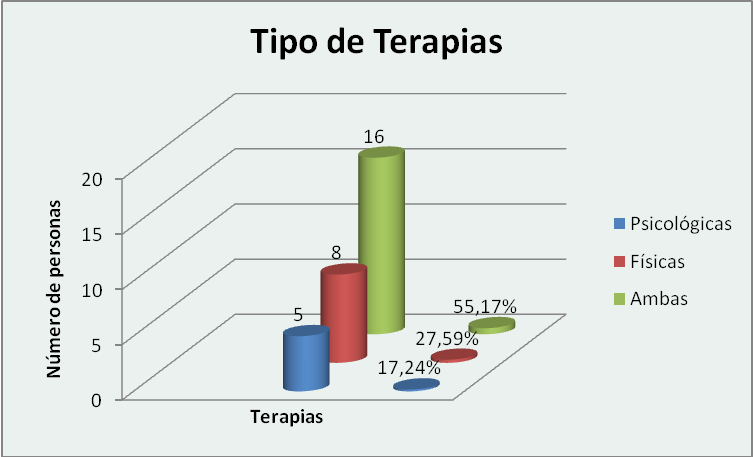 Tipo de Terapias
Número de personas
20
15
10
5
0
16
8
5
55,17%
27,59%
17,24%
Terapias
Psicológicas
Físicas
Ambas